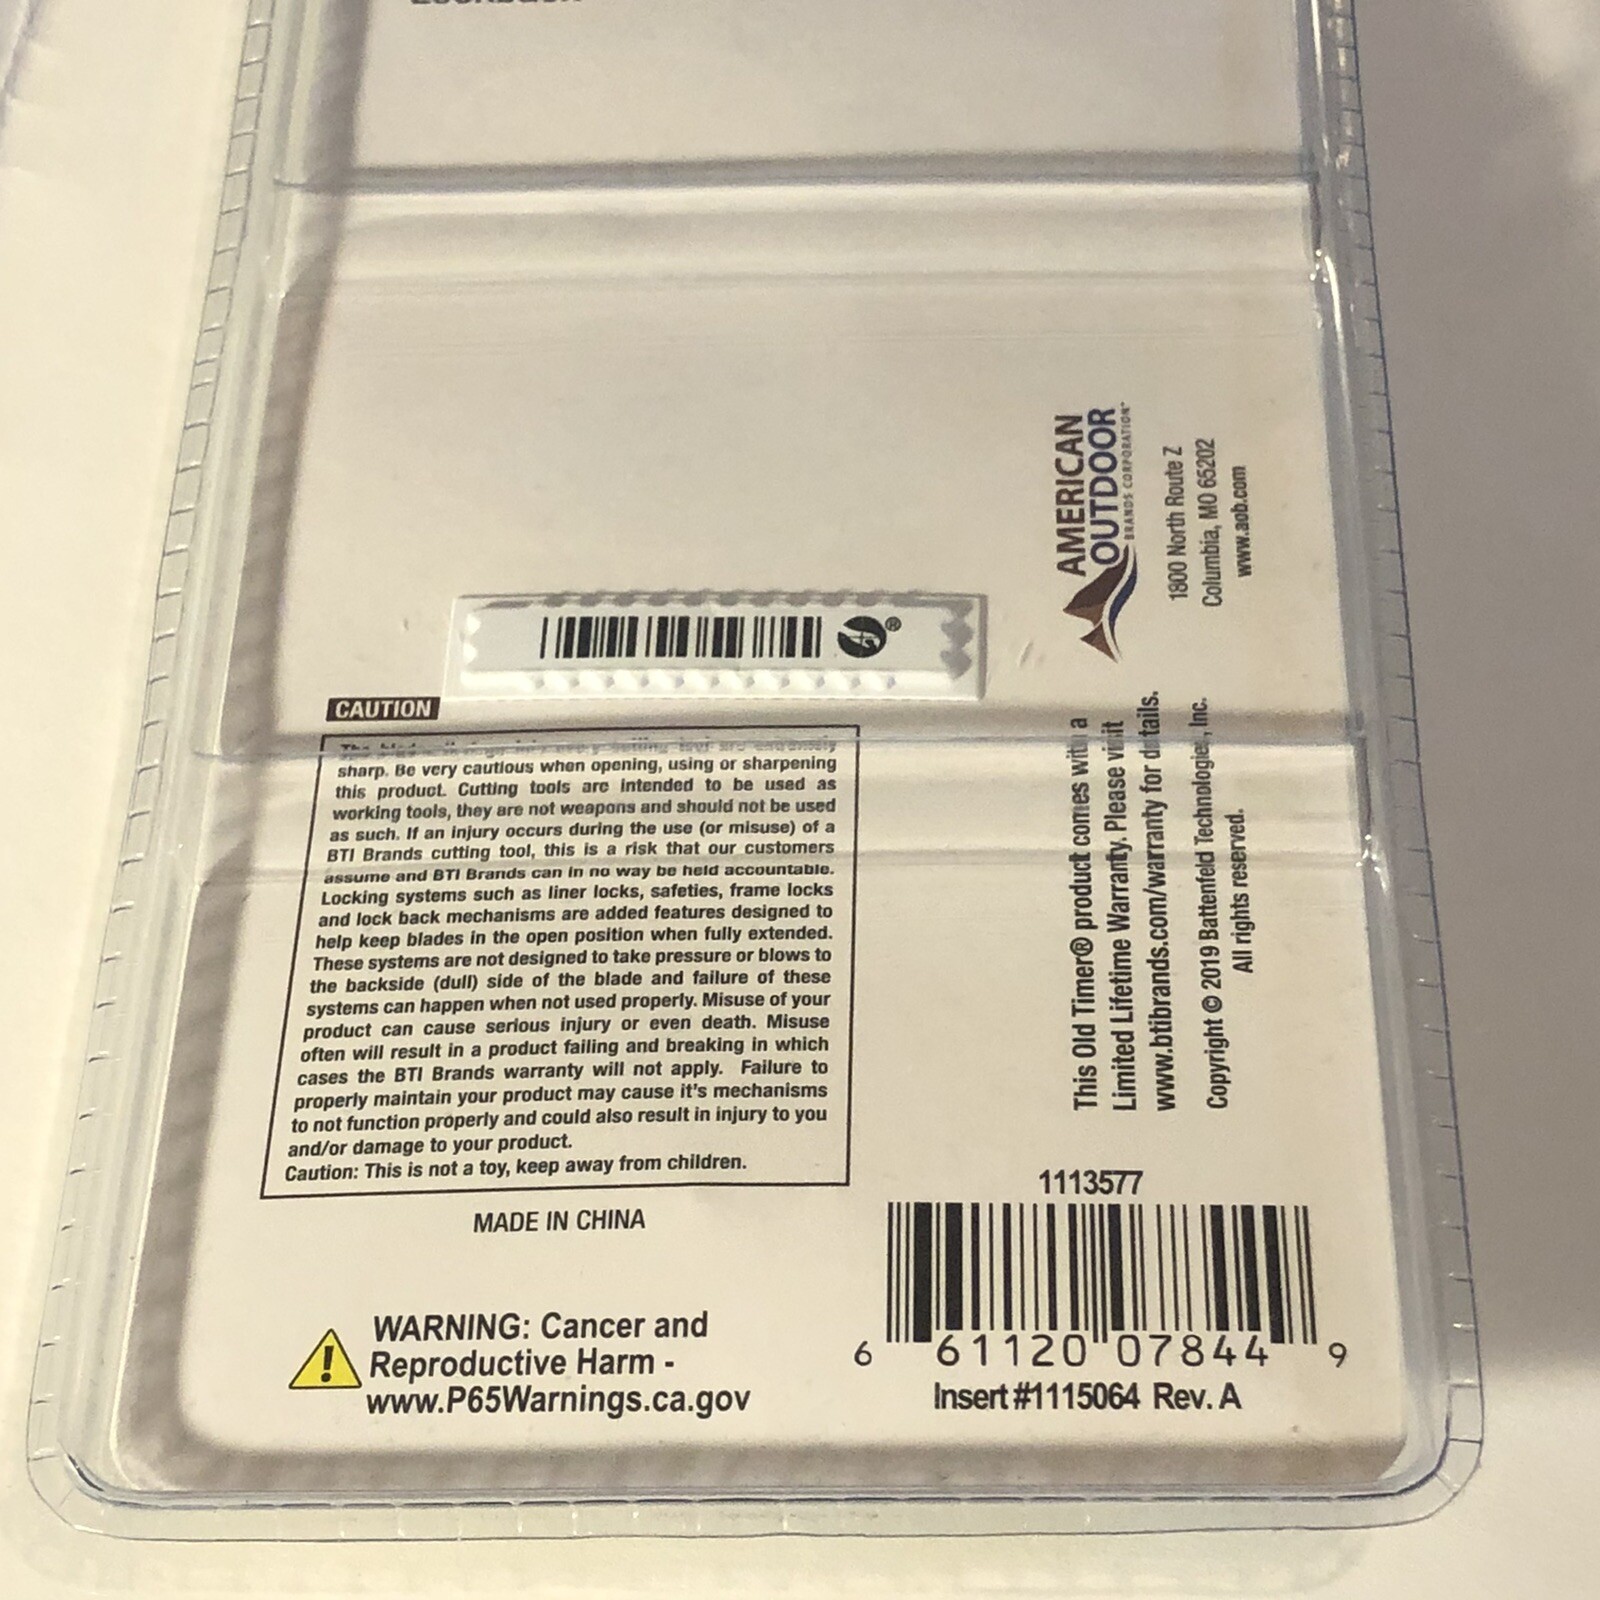 CAUTION
sharp. Be very cautious when opening, using or sharpening
this product. Cutting tools are intended to be used as
working tools, they are not weapons and should not be used
as such. If an injury occurs during the use (or misuse) of a
BTI Brands cutting tool, this is a risk that our customers
assume and BTI Brands can in no way be held accountable.
Locking systems such as liner locks, safeties, frame locks
and lock back mechanisms are added features designed to
help keep blades in the open position when fully extended.
These systems are not designed to take pressure or blows to
the backside (dull) side of the blade and failure of these
systems can happen when not used properly. Misuse of your
product can cause serious injury or even death. Misuse
often will result in a product failing and breaking in which
cases the BTI Brands warranty will not apply. Failure to
properly maintain your product may cause it's mechanisms
to not function properly and could also result in injury to you
and/or damage to your product.
Caution: This is not a toy, keep away from children.
MADE IN CHINA
WARNING: Cancer and
Reproductive Harm -
www.P65Warnings.ca.gov
AMERICAN
OUTDOOR
BRANDS CORPORATION
1800 North Route Z
Columbia, MO 65202
www.aob.com
This Old Timer® product comes with a
Limited Lifetime Warranty. Please visit
www.btibrands.com/warranty for details.
Copyright © 2019 Battenfeld Technologies, Inc.
All rights reserved.
1113577
6 61120 07844 9
Insert #1115064 Rev. A